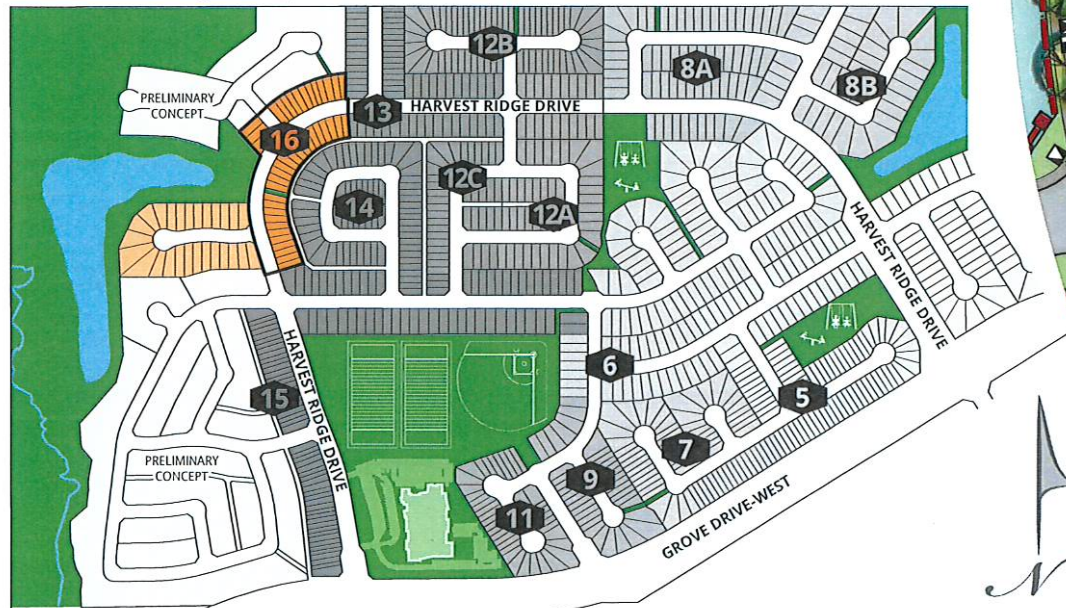 12B
8A
8B
PRELIMINARY
CONCEPT
13
HARVEST RIDGE DRIVE
16
12C
14
12A
HARVEST RIDGE DRIVE
6
HARVEST RIDGE DRIVE
15
5
PRELIMINARY
CONCEPT
7
9
11
GROVE DRIVE-WEST
N